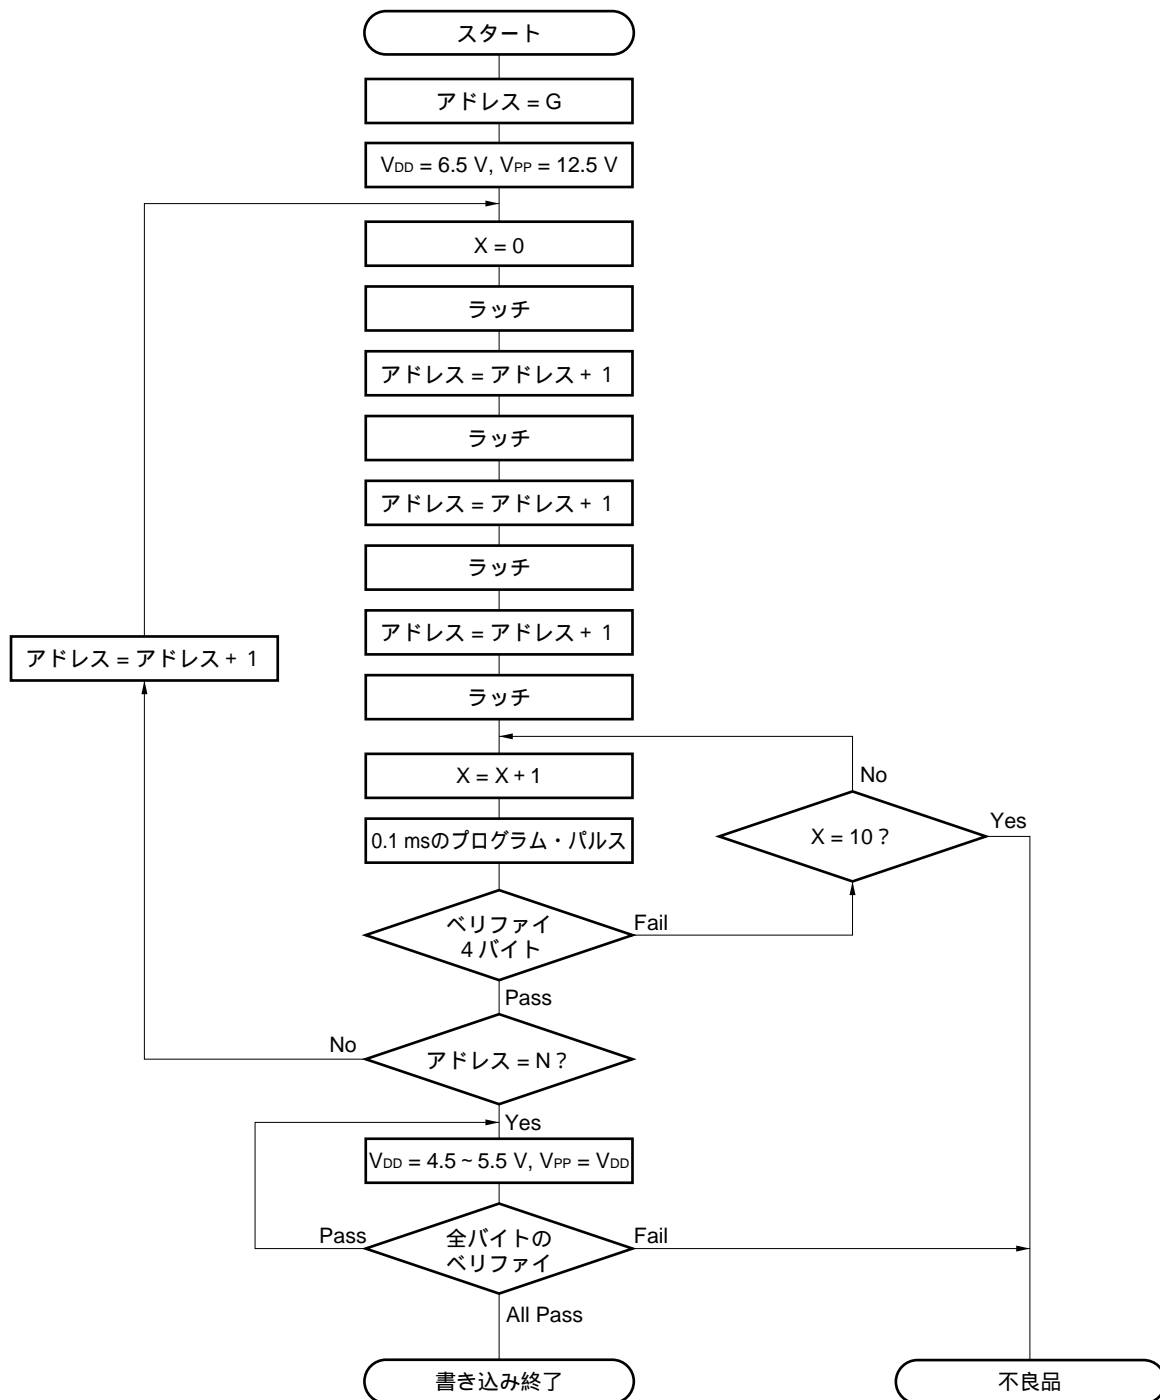 スタート
アドレス = G
VDD = 6.5 V, VPP = 12.5 V
X = 0
ラッチ
アドレス = アドレス + 1
ラッチ
アドレス = アドレス + 1
ラッチ
アドレス = アドレス + 1
アドレス = アドレス + 1
ラッチ
X = X + 1
No
0.1 msのプログラム・パルス
X = 10 ?
Yes
ベリファイ
4 バイト
Fail
Pass
No
アドレス = N ?
Yes
VDD = 4.5 ~ 5.5 V, VPP = VDD
Pass
全バイトの
ベリファイ
Fail
All Pass
書き込み終了
不良品